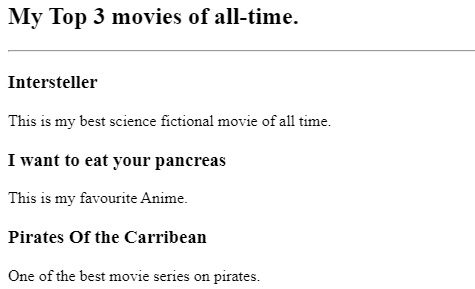 My Top 3 movies of all-time.
Intersteller
This is my best science fictional movie of all time.
I want to eat your pancreas
This is my favourite Anime.
Pirates Of the Carribean
One of the best movie series on pirates.